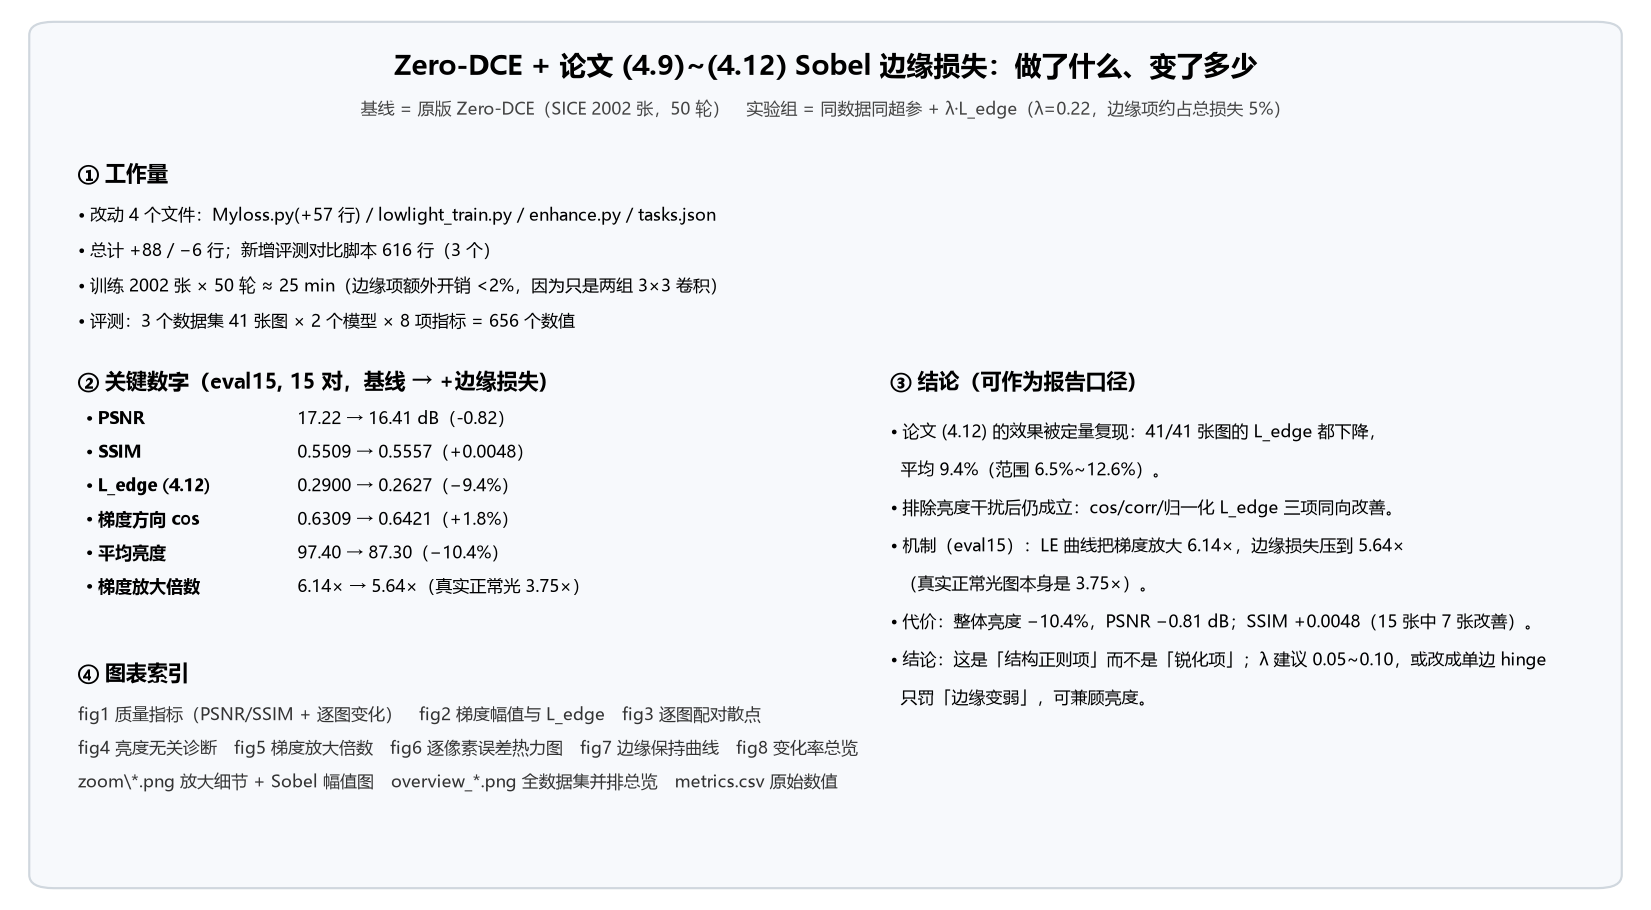 Zero-DCE + 论文 (4.9)~(4.12) Sobel 边缘损失：做了什么、变了多少
基线 = 原版 Zero-DCE（SICE 2002 张，50 轮）　实验组 = 同数据同超参 + λ·L_edge（λ=0.22，边缘项约占总损失 5%）
① 工作量
• 改动 4 个文件：Myloss.py(+57 行) / lowlight_train.py / enhance.py / tasks.json
• 总计 +88 / −6 行；新增评测对比脚本 616 行（3 个）
• 训练 2002 张 × 50 轮 ≈ 25 min（边缘项额外开销 <2%，因为只是两组 3×3 卷积）
• 评测：3 个数据集 41 张图 × 2 个模型 × 8 项指标 = 656 个数值
② 关键数字（eval15, 15 对，基线 → +边缘损失）
• PSNR 17.22 → 16.41 dB（-0.82）
• SSIM 0.5509 → 0.5557（+0.0048）
• L_edge (4.12) 0.2900 → 0.2627（−9.4%）
• 梯度方向 cos 0.6309 → 0.6421（+1.8%）
• 平均亮度 97.40 → 87.30（−10.4%）
• 梯度放大倍数 6.14× → 5.64×（真实正常光 3.75×）
③ 结论（可作为报告口径）
• 论文 (4.12) 的效果被定量复现：41/41 张图的 L_edge 都下降，
平均 9.4%（范围 6.5%~12.6%）。
• 排除亮度干扰后仍成立：cos/corr/归一化 L_edge 三项同向改善。
• 机制（eval15）：LE 曲线把梯度放大 6.14×，边缘损失压到 5.64×
（真实正常光图本身是 3.75×）。
• 代价：整体亮度 −10.4%，PSNR −0.81 dB；SSIM +0.0048（15 张中 7 张改善）。
• 结论：这是「结构正则项」而不是「锐化项」；λ 建议 0.05~0.10，或改成单边 hinge
只罚「边缘变弱」，可兼顾亮度。
④ 图表索引
fig1 质量指标（PSNR/SSIM + 逐图变化）　fig2 梯度幅值与 L_edge　fig3 逐图配对散点
fig4 亮度无关诊断　fig5 梯度放大倍数　fig6 逐像素误差热力图　fig7 边缘保持曲线　fig8 变化率总览
zoom\*.png 放大细节 + Sobel 幅值图　overview_*.png 全数据集并排总览　metrics.csv 原始数值